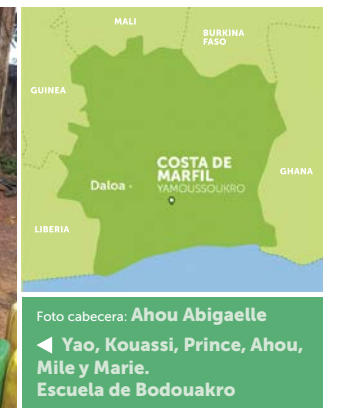 MALI
BURKINA
FASO
GUINEA
GHANA
COSTA DE
MARFIL
YAMOUSSOUKRO
Daloa
LIBERIA
Foto cabecera: Ahou Abigaelle
Yao, Kouassi, Prince, Ahou,
Mile y Marie.
Escuela de Bodouakro